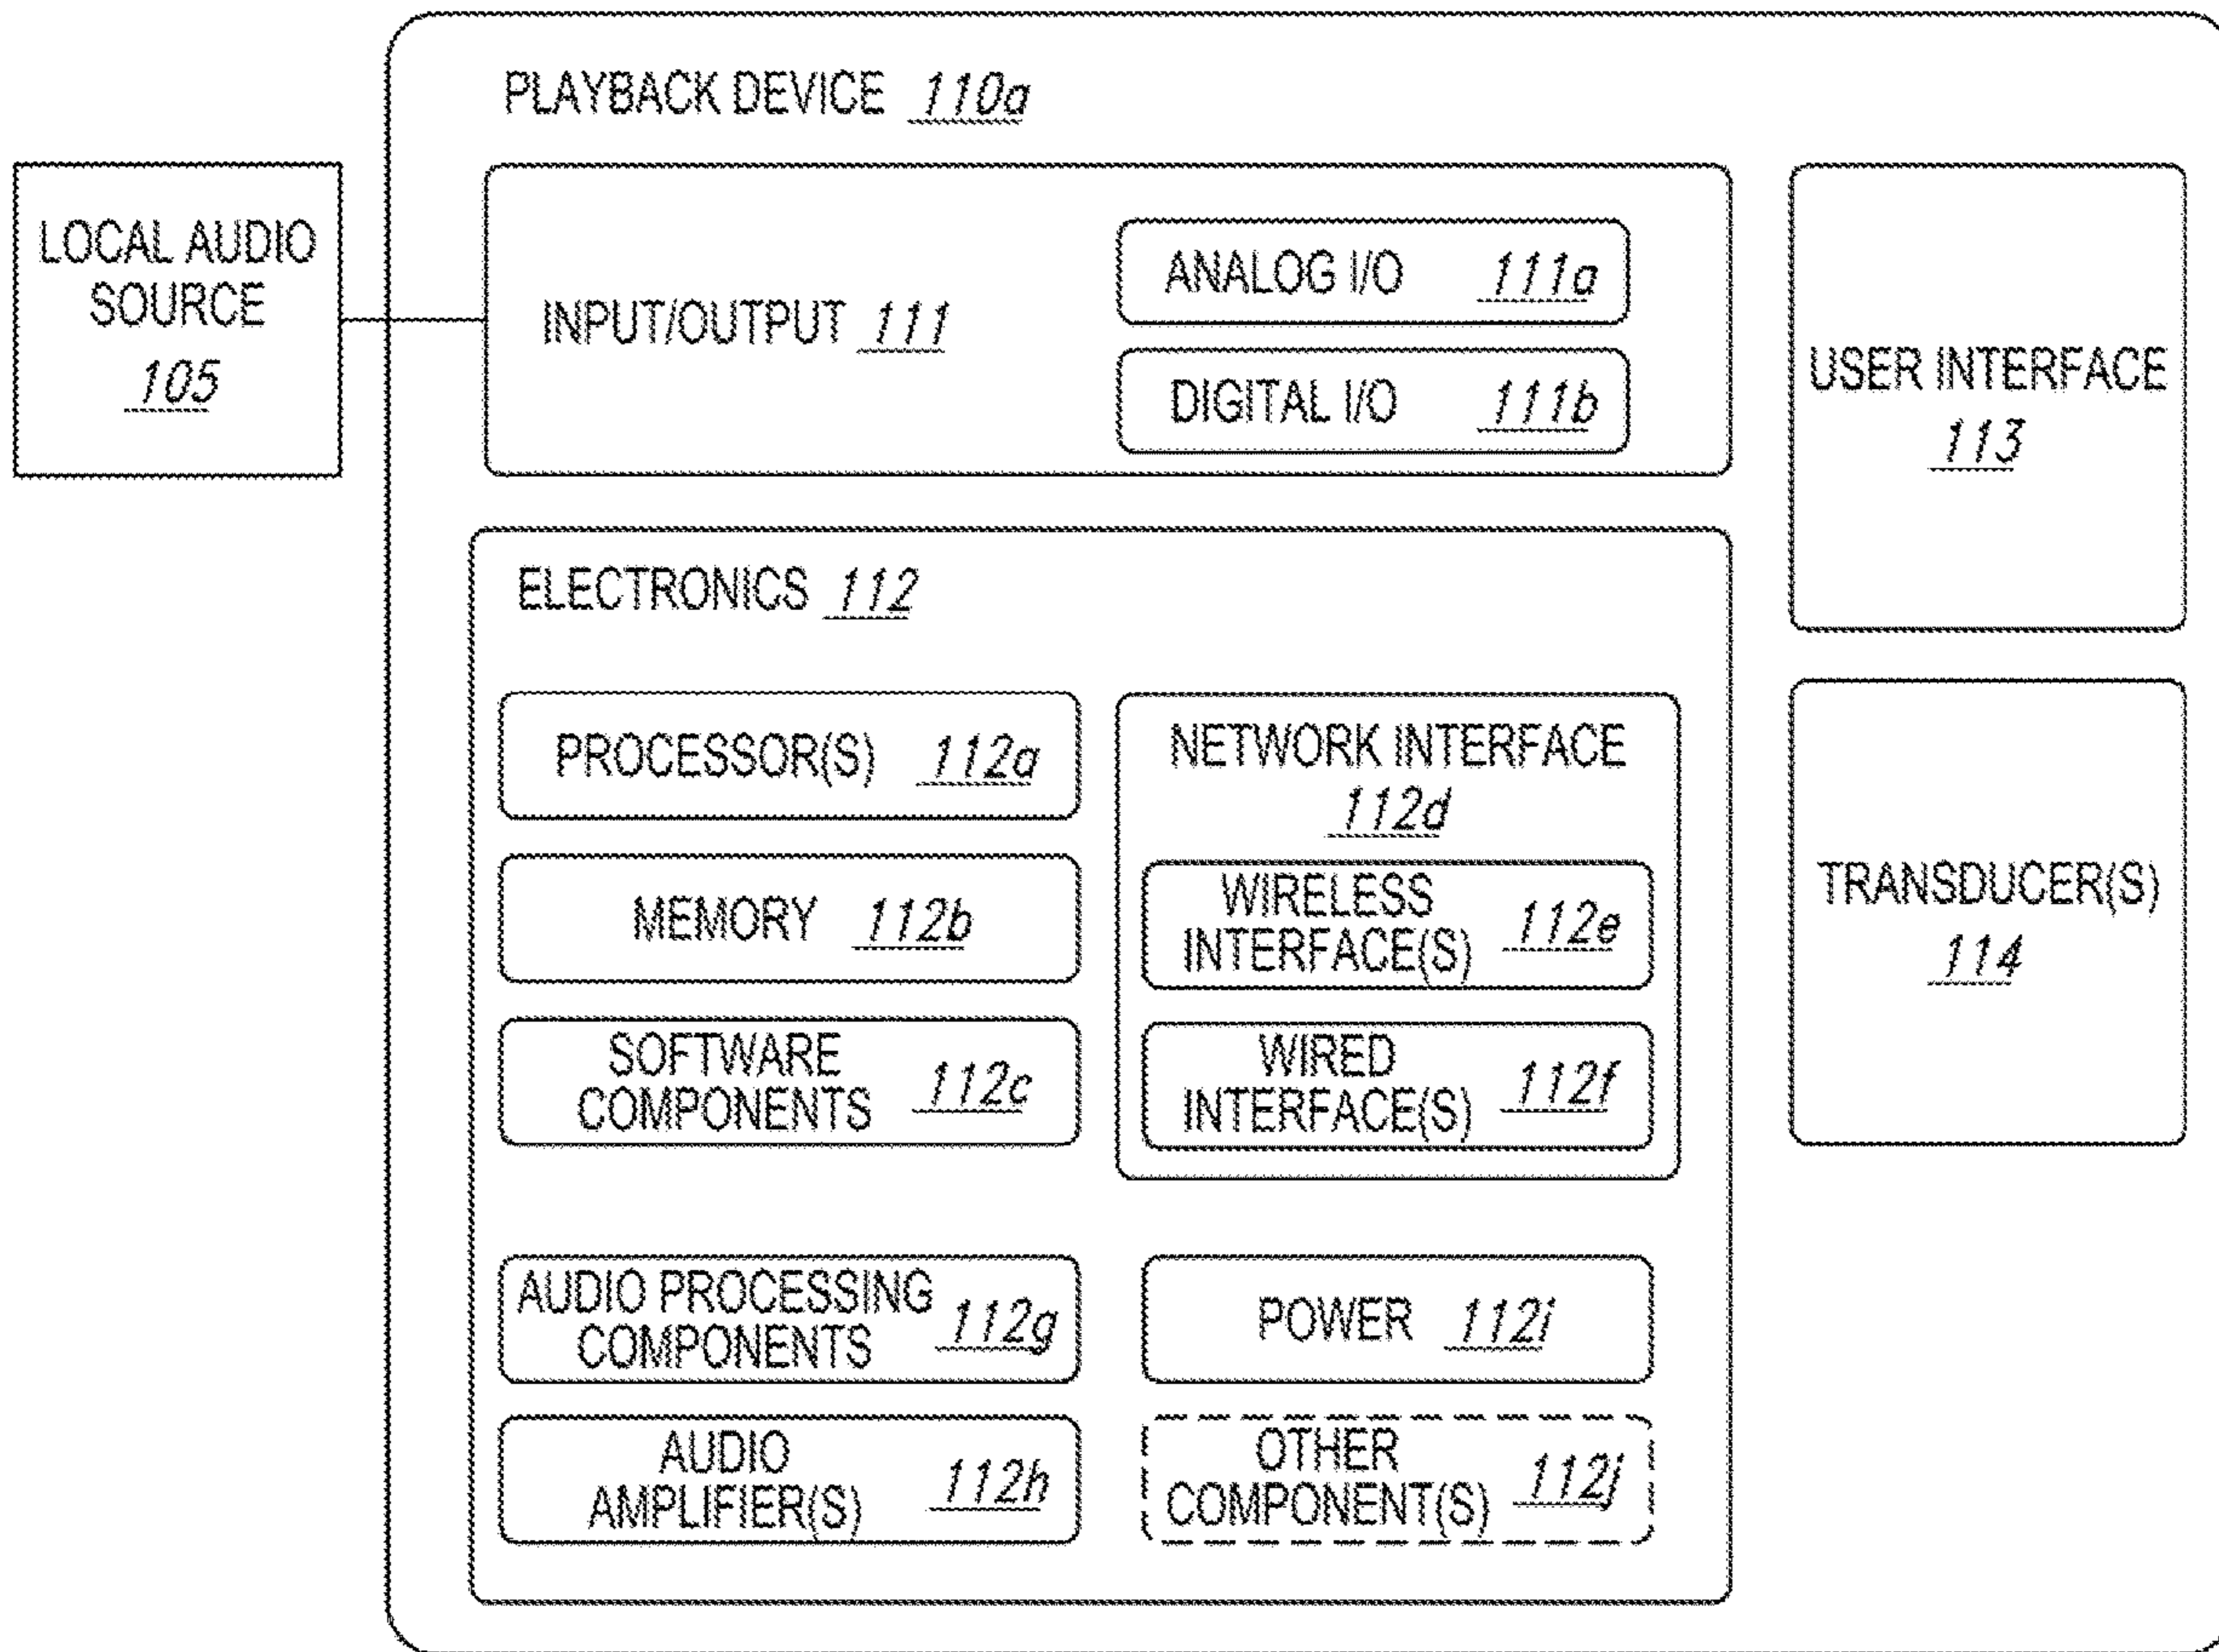 PLAYBACK DEVICE 110a
LOCAL AUDIO
SOURCE
105
INPUT/OUTPUT 111
ANALOG I/O 111a
DIGITAL I/O 111b
USER INTERFACE
113
ELECTRONICS 112
PROCESSOR(S) 112a
MEMORY 112b
SOFTWARE
COMPONENTS 112c
NETWORK INTERFACE
112d
WIRELESS
INTERFACE(S) 112e
WIRED
INTERFACE(S) 112f
TRANSDUCER(S)
114
AUDIO PROCESSING
COMPONENTS 112g
POWER 112i
AUDIO
AMPLIFIER(S) 112h
OTHER
COMPONENT(S) 112j